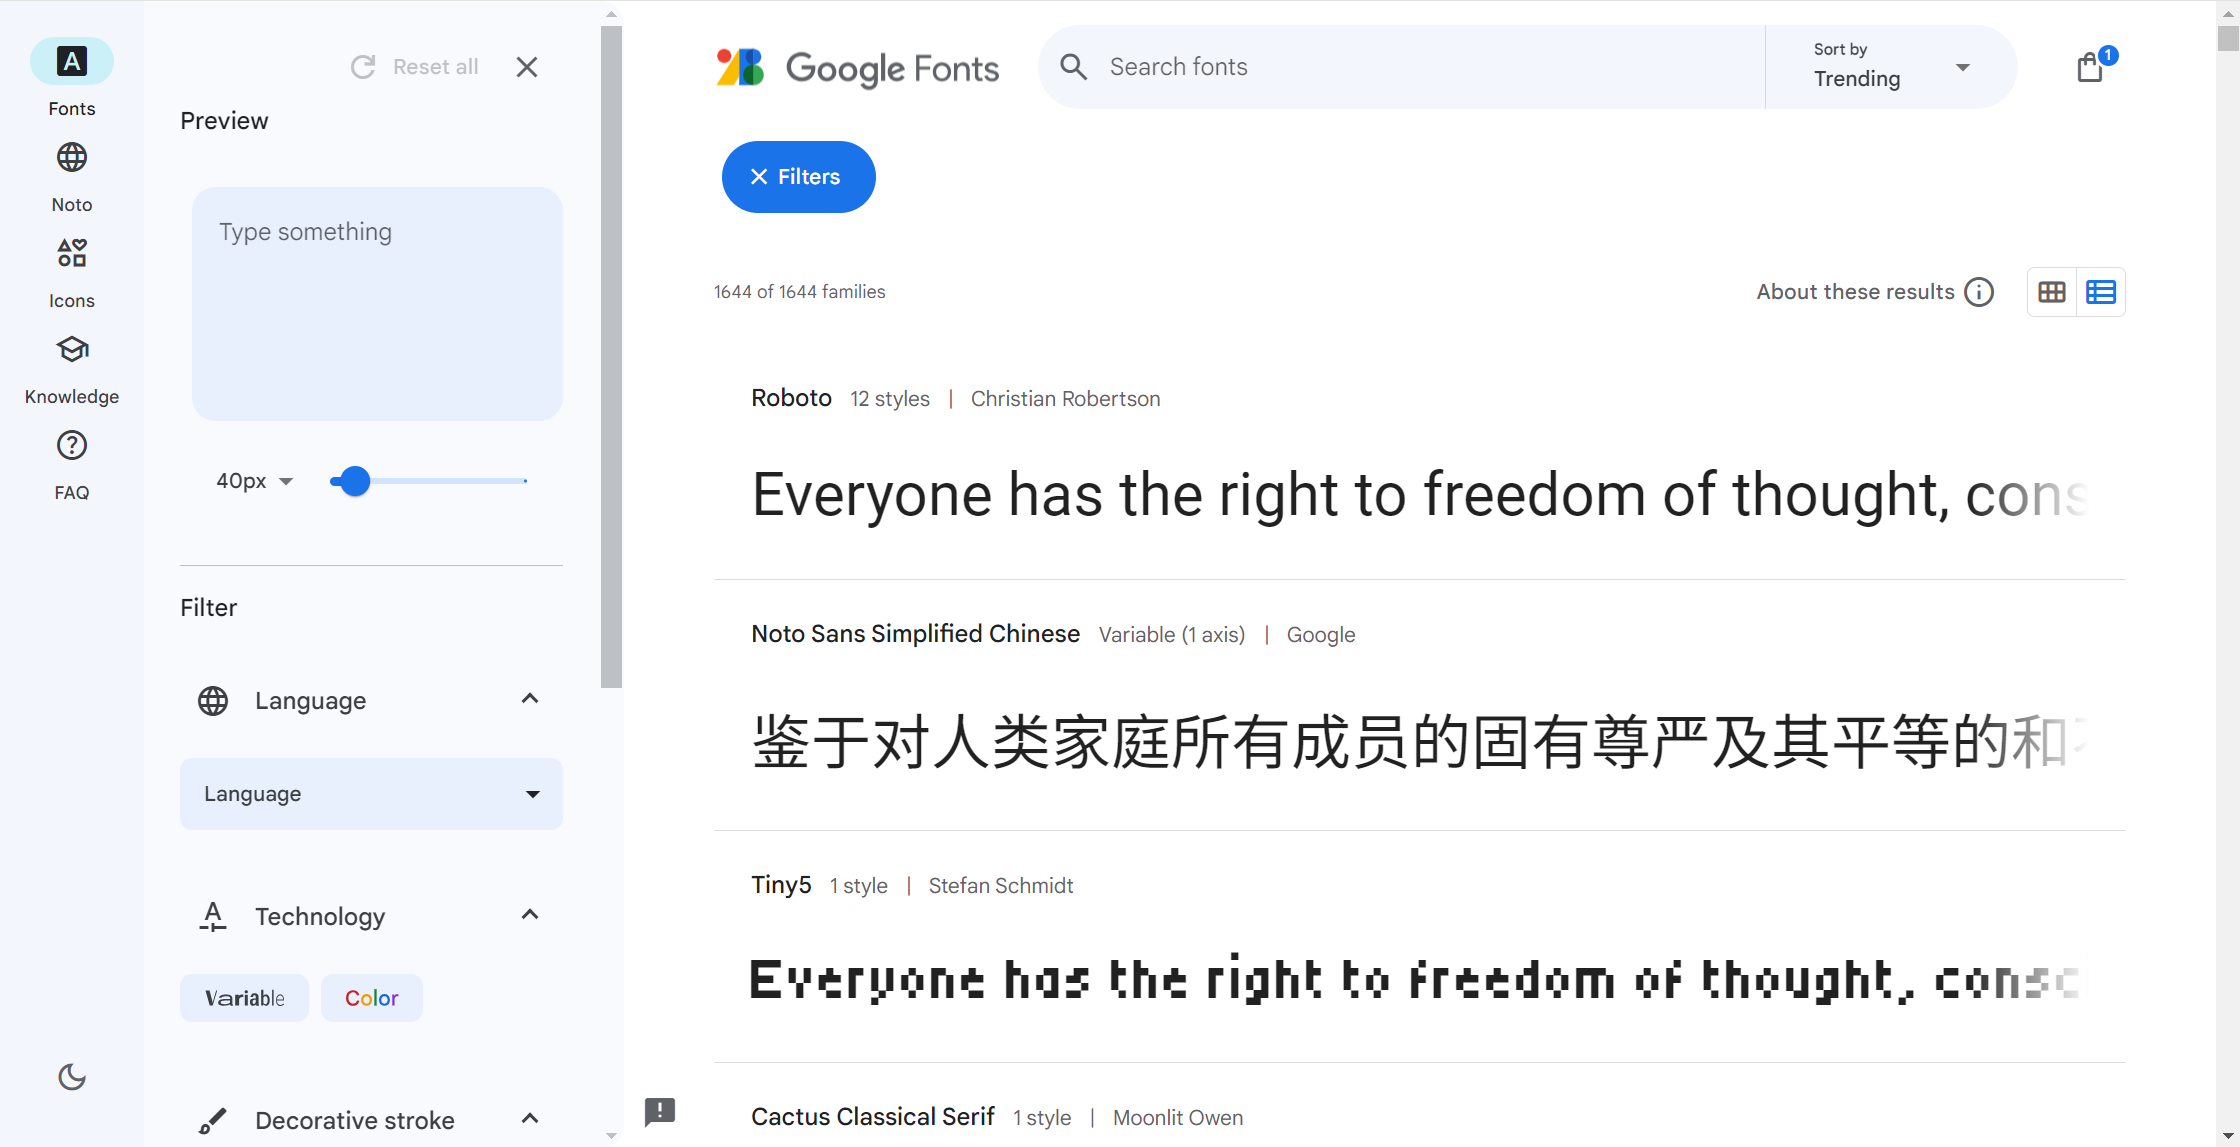 A
Fonts
Noto
Icons
Knowledge
FAQ
Reset all
Preview
Type something
40px
Filter
Language
Language
Technology
Variable
Color
Decorative stroke
Google Fonts
Search fonts
Sort by
Trending
1
Filters
1644 of 1644 families
About these results
Roboto 12 styles | Christian Robertson
Everyone has the right to freedom of thought, cons
Noto Sans Simplified Chinese Variable (1 axis) | Google
鉴于对人类家庭所有成员的固有尊严及其平等的和
Tiny5 1 style | Stefan Schmidt
Everyone has the right to freedom of thought, consc
Cactus Classical Serif 1 style | Moonlit Owen